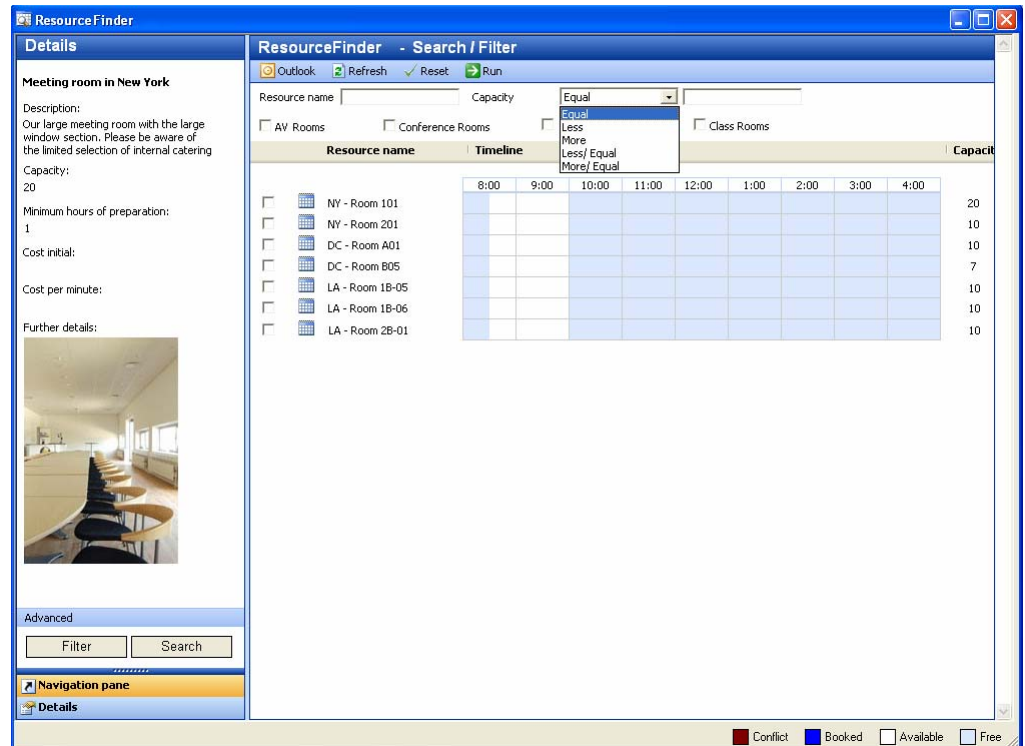 ResourceFinder
Details
Meeting room in New York
Description:
Our large meeting room with the large
window section. Please be aware of
the limited selection of internal catering
Capacity:
20
Minimum hours of preparation:
1
Cost initial:
Cost per minute:
Further details:
Advanced
Filter Search
Navigation pane
Details
ResourceFinder - Search / Filter
Outlook Refresh Reset Run
Resource name Capacity Equal
Equal
Less
More
Less/ Equal
More/ Equal
AV Rooms Conference Rooms Class Rooms
Resource name Timeline Capacit
8:00 9:00 10:00 11:00 12:00 1:00 2:00 3:00 4:00
NY - Room 101 20
NY - Room 201 10
DC - Room A01 10
DC - Room B05 7
LA - Room 1B-05 10
LA - Room 1B-06 10
LA - Room 2B-01 10
Conflict Booked Available Free